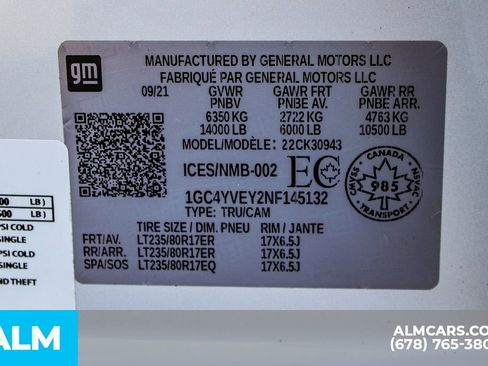 gm
MANUFACTURED BY GENERAL MOTORS LLC
FABRIQUÉ PAR GENERAL MOTORS LLC
09/21 GVWR GAWR FRT GAWR RR
PNBV PNBE AV. PNBE ARR.
6350 KG 2722 KG 4763 KG
14000 LB 6000 LB 10500 LB
MODEL/MODÈLE: 22CK30943
ICES/NMB-002 EC
CANADA
985
1GC4YVEY2NF145132
TYPE: TRU/CAM
TIRE SIZE / DIM. PNEU RIM / JANTE
FRT/AV. LT235/80R17ER 17X6.5J
RR/ARR. LT235/80R17ER 17X6.5J
SPA/SOS LT235/80R17EQ 17X6.5J
00 LB)
500 LB)
PSI COLD
SINGLE
PSI COLD
SINGLE
ND THEFT
ALM
ALMCARS.CO
(678) 765-380